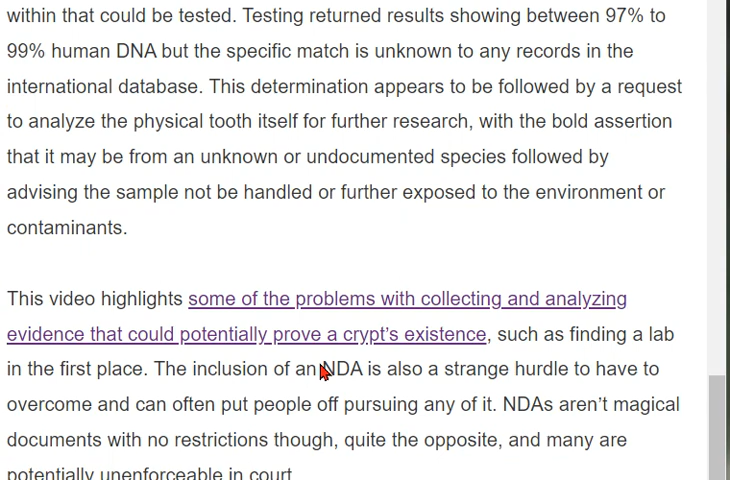 within that could be tested. Testing returned results showing between 97% to
99% human DNA but the specific match is unknown to any records in the
international database. This determination appears to be followed by a request
to analyze the physical tooth itself for further research, with the bold assertion
that it may be from an unknown or undocumented species followed by
advising the sample not be handled or further exposed to the environment or
contaminants.
This video highlights some of the problems with collecting and analyzing
evidence that could potentially prove a crypt's existence, such as finding a lab
in the first place. The inclusion of an NDA is also a strange hurdle to have to
overcome and can often put people off pursuing any of it. NDAs aren't magical
documents with no restrictions though, quite the opposite, and many are
potentially unenforceable in court